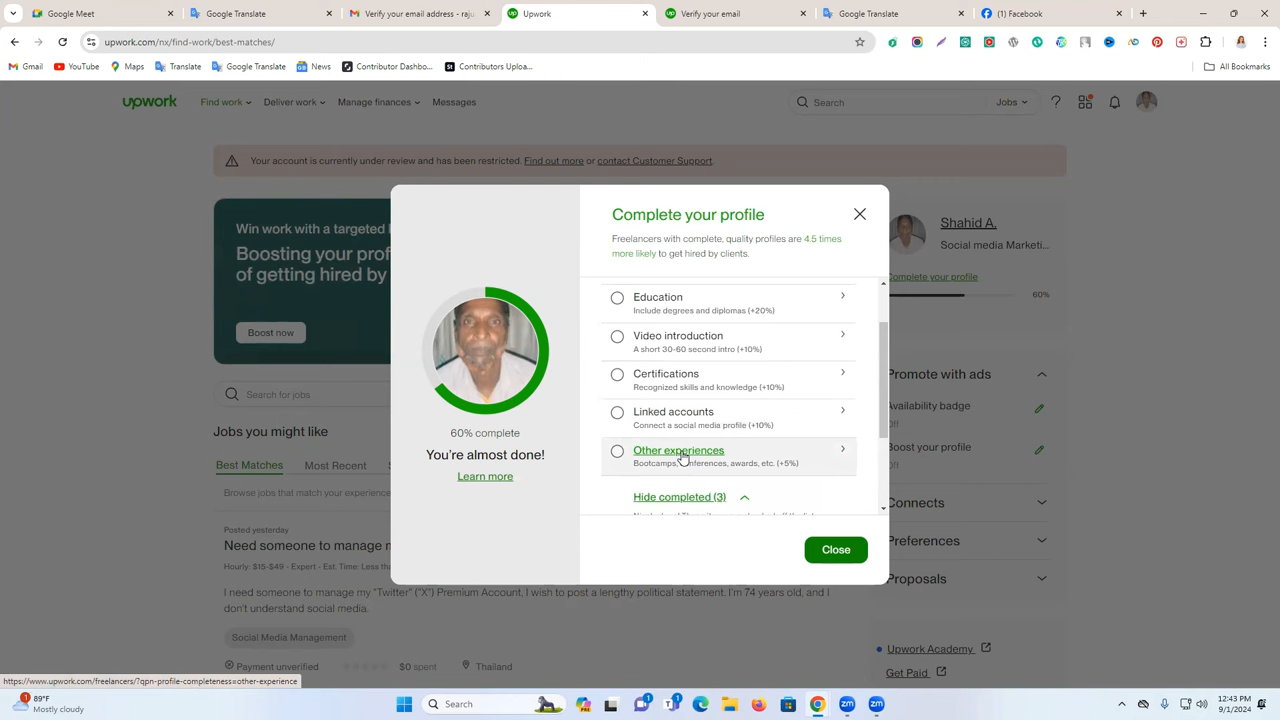 Google Meet
Google Translate
Verify your email address - raju
Upwork
Upwork
Google Translate
(1) Facebook
upwork.com/nx/find-work/best-matches/
Gmail
YouTube
Maps
Translate
Google Translate
News
Contributor Dashbo...
Contributors Uploa...
All Bookmarks
upwork
Find work
Deliver work
Manage finances
Messages
Search
Jobs
Your account is currently under review and has been restricted. Find out more or contact Customer Support.
Win work with a targeted
Boosting your prof
of getting hired by
Boost now
Search for jobs
Jobs you might like
Best Matches
Most Recent
Browse jobs that match your experience
Posted yesterday
Need someone to manage m
Hourly: $15-$49 - Expert - Est. Time: Less tha
I need someone to manage my "Twitter" ("X") Premium Account, I wish to post a lengthy political statement. I'm 74 years old, and I
don't understand social media.
Social Media Management
Payment unverified
$0 spent
Thailand
60% complete
You're almost done!
Learn more
Complete your profile
Freelancers with complete, quality profiles are 4.5 times
more likely to get hired by clients.
Education
Include degrees and diplomas (+20%)
Video introduction
A short 30-60 second intro (+10%)
Certifications
Recognized skills and knowledge (+10%)
Linked accounts
Connect a social media profile (+10%)
Other experiences
Bootcamps, conferences, awards, etc. (+5%)
Hide completed (3)
Close
Shahid A.
Social media Marketi...
Complete your profile
60%
Promote with ads
Availability badge
Off
Boost your profile
Off
Connects
Preferences
Proposals
Upwork Academy
Get Paid
https://www.upwork.com/freelancers/?qpn-profile-completeness=other-experience
89°F
Mostly cloudy
Search
12:43 PM
9/1/2024